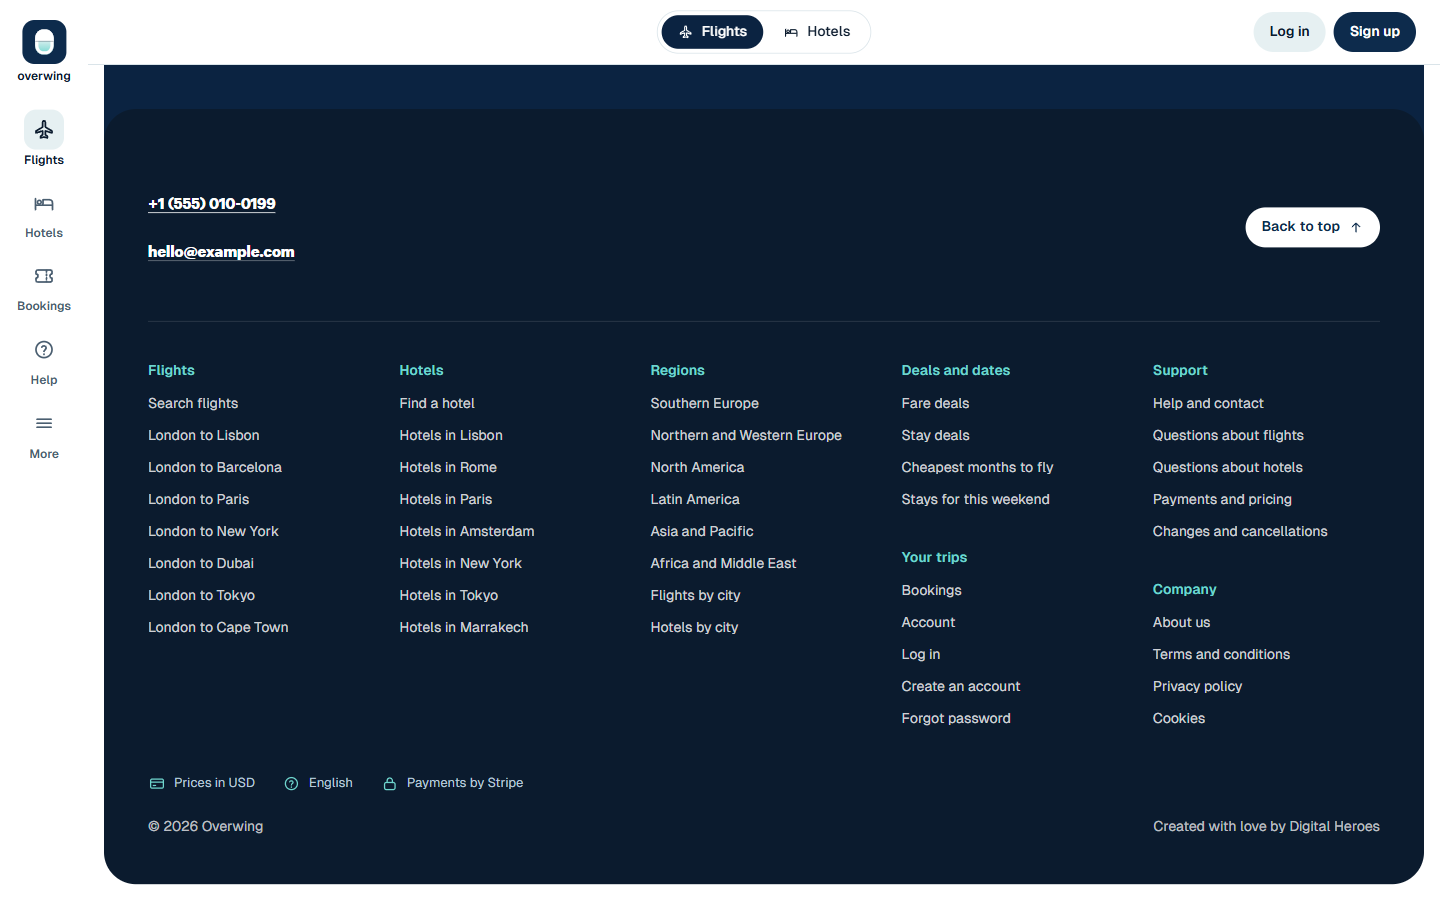 overwing
Flights
Hotels
Bookings
Help
More
Flights
Hotels
Log in
Sign up
+1 (555) 010-0199
hello@example.com
Back to top
Flights
Search flights
London to Lisbon
London to Barcelona
London to Paris
London to New York
London to Dubai
London to Tokyo
London to Cape Town
Hotels
Find a hotel
Hotels in Lisbon
Hotels in Rome
Hotels in Paris
Hotels in Amsterdam
Hotels in New York
Hotels in Tokyo
Hotels in Marrakech
Regions
Southern Europe
Northern and Western Europe
North America
Latin America
Asia and Pacific
Africa and Middle East
Flights by city
Hotels by city
Deals and dates
Fare deals
Stay deals
Cheapest months to fly
Stays for this weekend
Your trips
Bookings
Account
Log in
Create an account
Forgot password
Support
Help and contact
Questions about flights
Questions about hotels
Payments and pricing
Changes and cancellations
Company
About us
Terms and conditions
Privacy policy
Cookies
Prices in USD
English
Payments by Stripe
© 2026 Overwing
Created with love by Digital Heroes